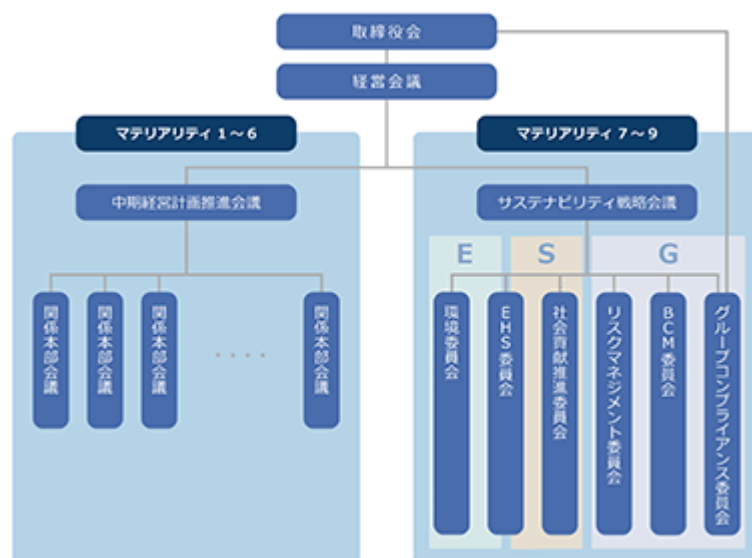 取締役会
経営会議
マテリアリティ 1～6
マテリアリティ 7～9
中期経営計画推進会議
サステナビリティ戦略会議
E
S
G
関係本部会議
関係本部会議
関係本部会議
････
関係本部会議
環境委員会
EHS委員会
社会貢献推進委員会
リスクマネジメント委員会
BCM委員会
グループコンプライアンス委員会